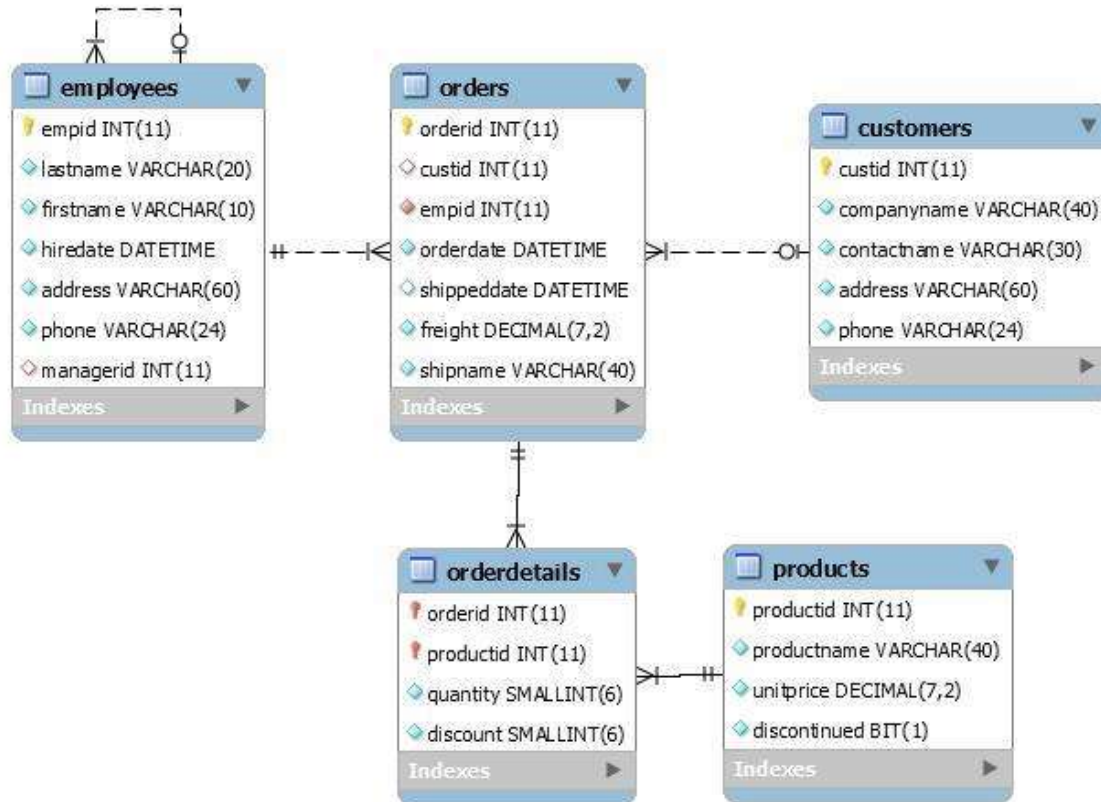 employees
empid INT(11)
lastname VARCHAR(20)
firstname VARCHAR(10)
hiredate DATETIME
address VARCHAR(60)
phone VARCHAR(24)
managerid INT(11)
Indexes
orders
orderid INT(11)
custid INT(11)
empid INT(11)
orderdate DATETIME
shippeddate DATETIME
freight DECIMAL(7,2)
shipname VARCHAR(40)
Indexes
customers
custid INT(11)
companyname VARCHAR(40)
contactname VARCHAR(30)
address VARCHAR(60)
phone VARCHAR(24)
Indexes
orderdetails
orderid INT(11)
productid INT(11)
quantity SMALLINT(6)
discount SMALLINT(6)
Indexes
products
productid INT(11)
productname VARCHAR(40)
unitprice DECIMAL(7,2)
discontinued BIT(1)
Indexes